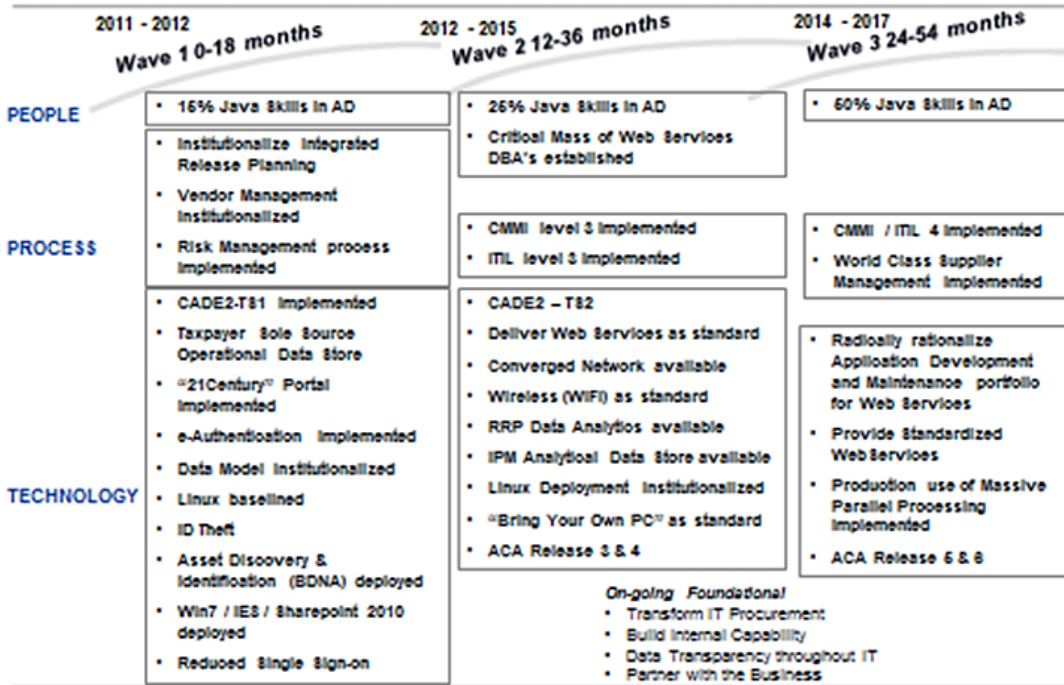 2011 - 2012
Wave 1 0-18 months
2012 - 2015
Wave 2 12-36 months
2014 - 2017
Wave 3 24-54 months
PEOPLE
• 15% Java Skills in AD
• 25% Java Skills in AD
• Critical Mass of Web Services
DBA's established
• 50% Java Skills in AD
PROCESS
• Institutionalize Integrated
Release Planning
• Vendor Management
Institutionalized
• Risk Management process
Implemented
• CMMI level 3 Implemented
• ITIL level 3 Implemented
• CMMI / ITIL 4 Implemented
• World Class Supplier
Management Implemented
TECHNOLOGY
• CADE2-TS1 Implemented
• Taxpayer Sole Source
Operational Data Store
• “21Century” Portal
Implemented
• e-Authentication Implemented
• Data Model Institutionalized
• Linux baselined
• ID Theft
• Asset Discovery &
Identification (BDNA) deployed
• Win7 / IE8 / Sharepoint 2010
deployed
• Reduced Single Sign-on
• CADE2 – TS2
• Deliver Web Services as standard
• Converged Network available
• Wireless (WIFI) as standard
• RRP Data Analytics available
• IPM Analytical Data Store available
• Linux Deployment Institutionalized
• “Bring Your Own PC” as standard
• ACA Release 3 & 4
• Radically rationalize
Application Development
and Maintenance portfolio
for Web Services
• Provide Standardized
WebServices
• Production use of Massive
Parallel Processing
Implemented
• ACA Release 5 & 6
On-going Foundational
• Transform IT Procurement
• Build Internal Capability
• Data Transparency throughout IT
• Partner with the Business